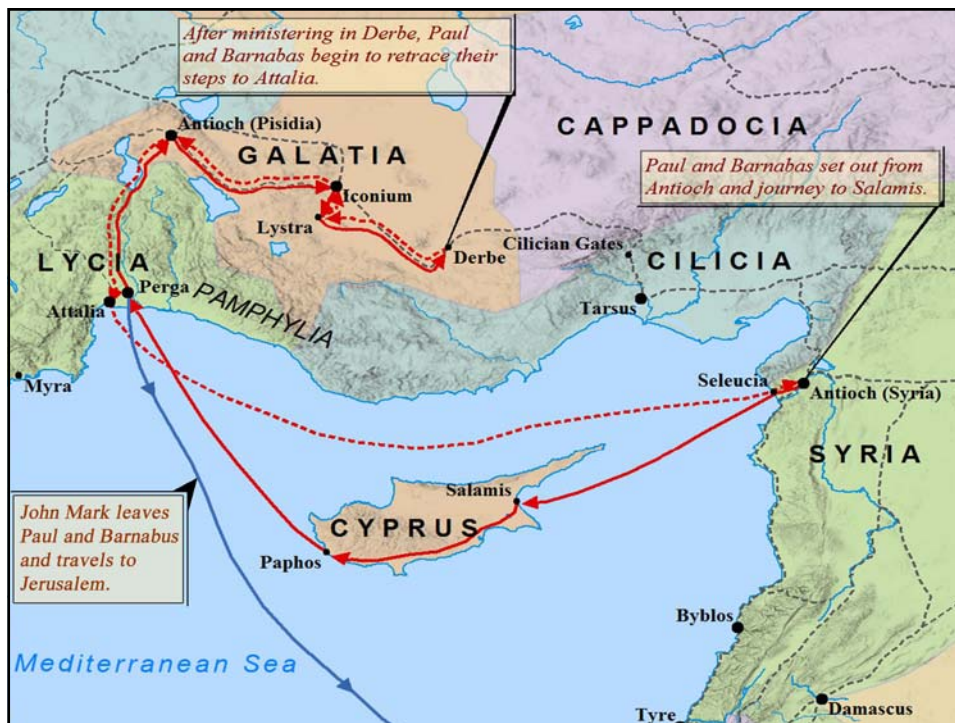 After ministering in Derbe, Paul
and Barnabas begin to retrace their
steps to Attalia.
Antioch (Pisidia)
CAPPADOCIA
GALATIA
Paul and Barnabas set out from
Antioch and journey to Salamis.
Iconium
Lystra
Derbe
Cilician Gates
CILICIA
LYCIA
Perga
PAMPHYLIA
Attalia
Tarsus
Myra
Seleucia
Antioch (Syria)
SYRIA
Salamis
CYPRUS
John Mark leaves
Paul and Barnabus
and travels to
Jerusalem.
Paphos
Byblos
Mediterranean Sea
Damascus
Tyre